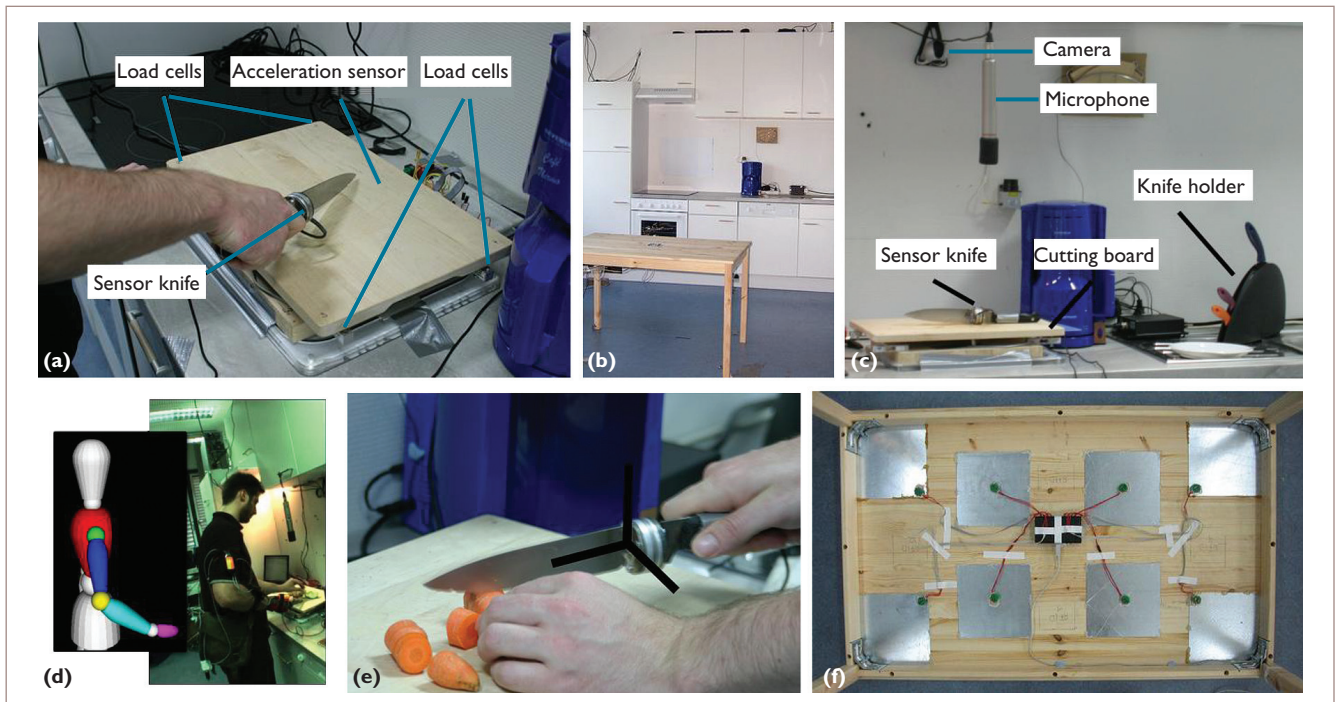 Load cells
Acceleration sensor
Load cells
Sensor knife
(a)
(b)
Camera
Microphone
Knife holder
Sensor knife
Cutting board
(c)
(d)
(e)
(f)